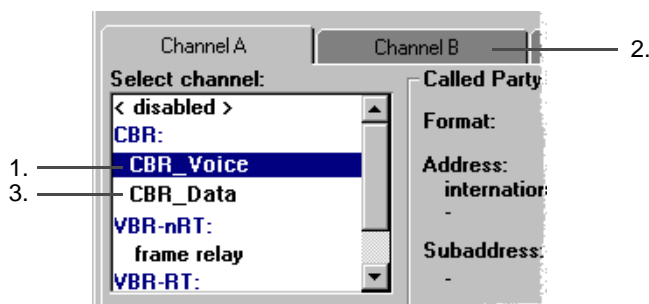 Channel A
Channel B
2.
Select channel:
Called Party
< disabled >
CBR:
Format:
1.
CBR_Voice
Address:
3.
CBR_Data
internation
-
VBR-nRT:
frame relay
Subaddress:
VBR-RT:
-